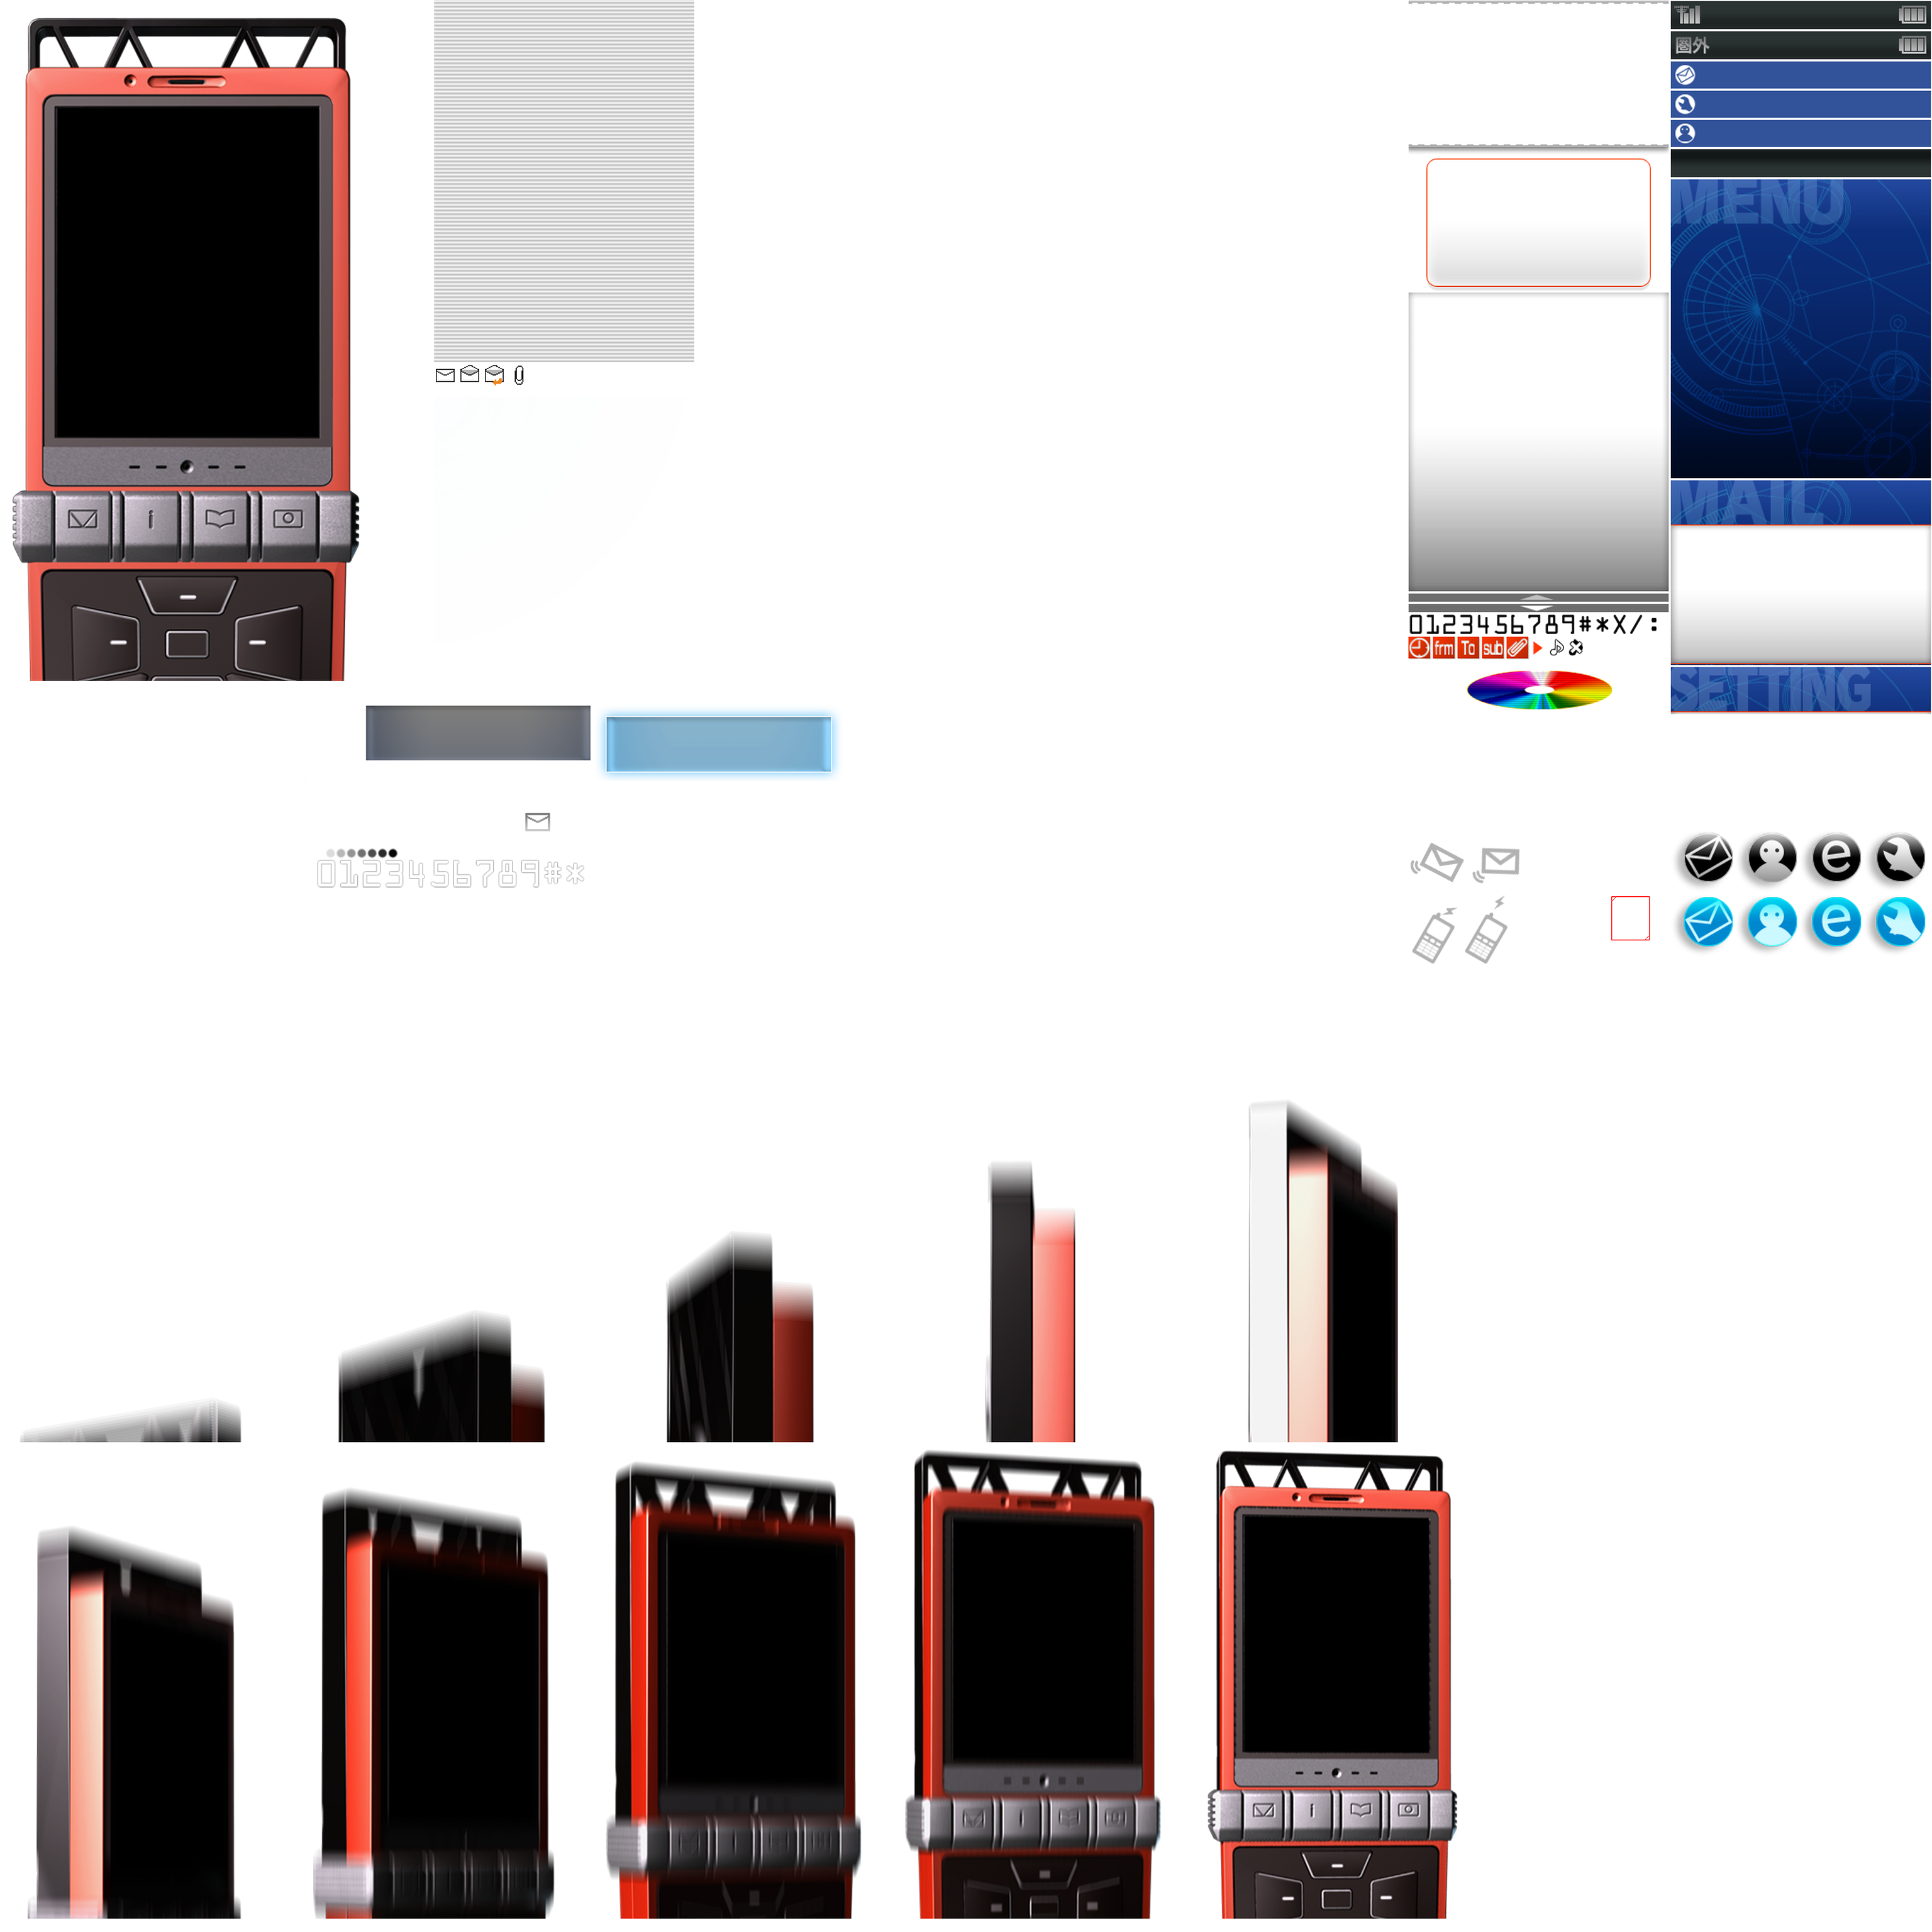 圏外
MENU
MAIL
0123456789#*X/:
frm To sub
SETTING
0123456789#*
e
e
i
i